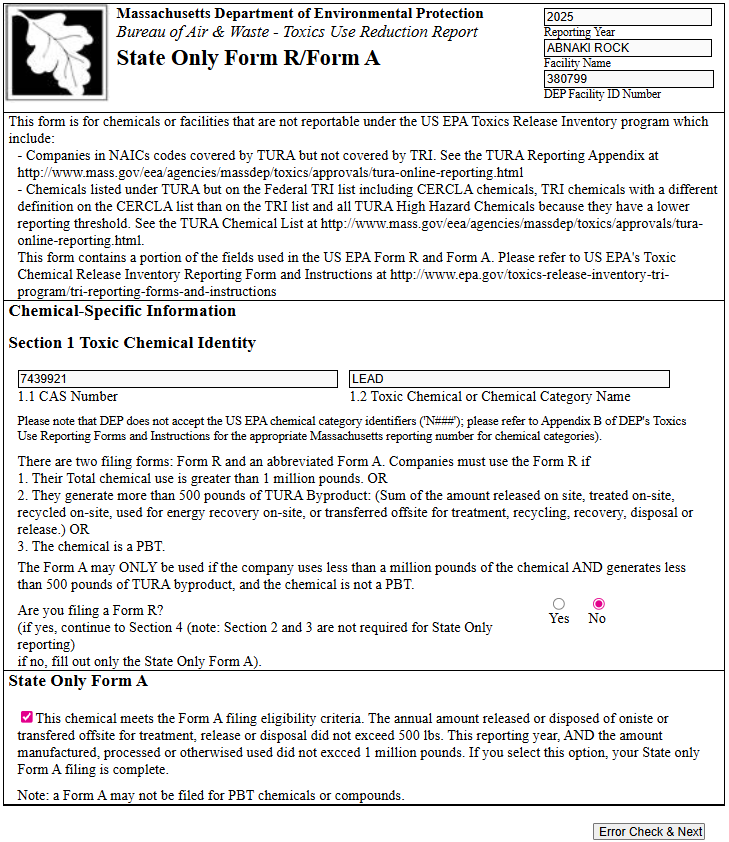 Massachusetts Department of Environmental Protection
Bureau of Air & Waste - Toxics Use Reduction Report
State Only Form R/Form A
2025
Reporting Year
ABNAKI ROCK
Facility Name
380799
DEP Facility ID Number
This form is for chemicals or facilities that are not reportable under the US EPA Toxics Release Inventory program which
include:
- Companies in NAICs codes covered by TURA but not covered by TRI. See the TURA Reporting Appendix at
http://www.mass.gov/eea/agencies/massdep/toxics/approvals/tura-online-reporting.html
- Chemicals listed under TURA but on the Federal TRI list including CERCLA chemicals, TRI chemicals with a different
definition on the CERCLA list than on the TRI list and all TURA High Hazard Chemicals because they have a lower
reporting threshold. See the TURA Chemical List at http://www.mass.gov/eea/agencies/massdep/toxics/approvals/tura-
online-reporting.html.
This form contains a portion of the fields used in the US EPA Form R and Form A. Please refer to US EPA's Toxic
Chemical Release Inventory Reporting Form and Instructions at http://www.epa.gov/toxics-release-inventory-tri-
program/tri-reporting-forms-and-instructions
Chemical-Specific Information
Section 1 Toxic Chemical Identity
7439921
LEAD
1.1 CAS Number
1.2 Toxic Chemical or Chemical Category Name
Please note that DEP does not accept the US EPA chemical category identifiers ('N###'); please refer to Appendix B of DEP's Toxics
Use Reporting Forms and Instructions for the appropriate Massachusetts reporting number for chemical categories).
There are two filing forms: Form R and an abbreviated Form A. Companies must use the Form R if
1. Their Total chemical use is greater than 1 million pounds. OR
2. They generate more than 500 pounds of TURA Byproduct: (Sum of the amount released on site, treated on-site,
recycled on-site, used for energy recovery on-site, or transferred offsite for treatment, recycling, recovery, disposal or
release.) OR
3. The chemical is a PBT.
The Form A may ONLY be used if the company uses less than a million pounds of the chemical AND generates less
than 500 pounds of TURA byproduct, and the chemical is not a PBT.
Are you filing a Form R?
(if yes, continue to Section 4 (note: Section 2 and 3 are not required for State Only
reporting)
if no, fill out only the State Only Form A).
Yes
No
State Only Form A
This chemical meets the Form A filing eligibility criteria. The annual amount released or disposed of oniste or
transfered offsite for treatment, release or disposal did not exceed 500 lbs. This reporting year, AND the amount
manufactured, processed or otherwised used did not excced 1 million pounds. If you select this option, your State only
Form A filing is complete.
Note: a Form A may not be filed for PBT chemicals or compounds.
Error Check & Next